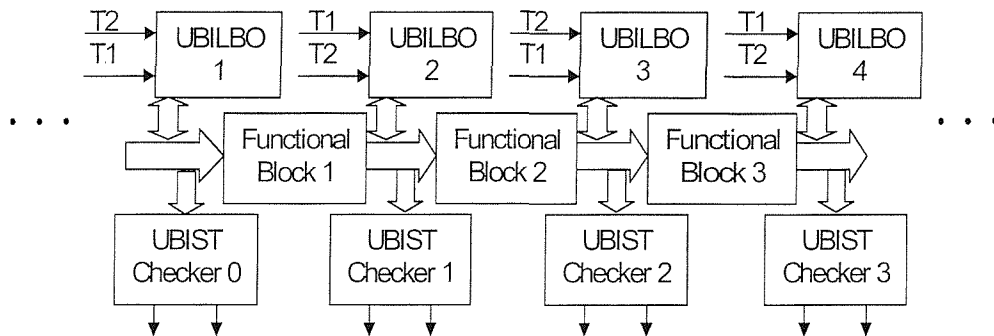 T2
T1
UBILBO
1
T1
T2
UBILBO
2
T2
T1
UBILBO
3
T1
T2
UBILBO
4
. . .
Functional
Block 1
Functional
Block 2
Functional
Block 3
. . .
UBIST
Checker 0
UBIST
Checker 1
UBIST
Checker 2
UBIST
Checker 3